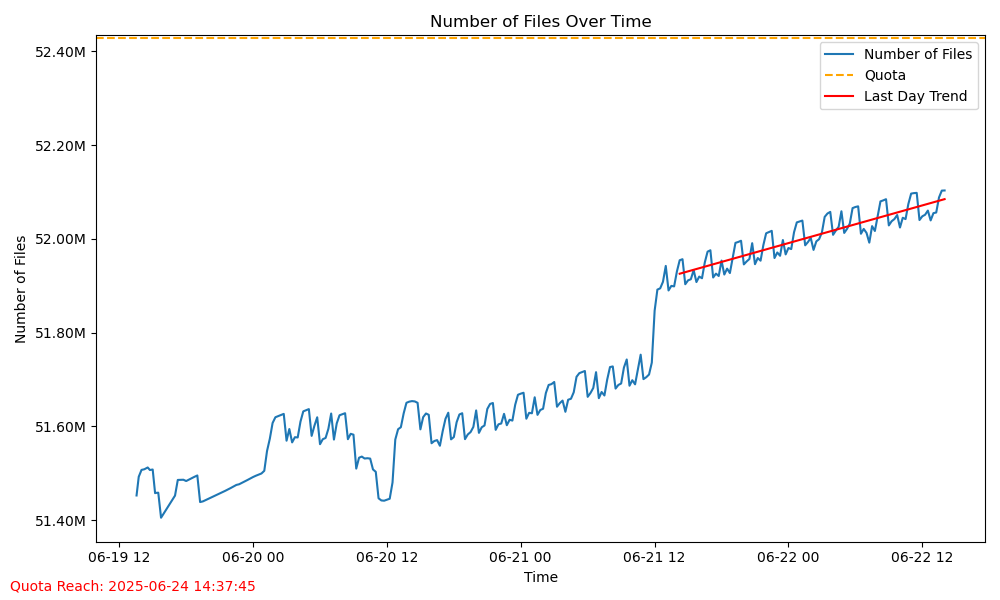 Number of Files Over Time
52.40M
52.20M
52.00M
51.80M
51.60M
51.40M
Number of Files
Number of Files
Quota
Last Day Trend
06-19 12
06-20 00
06-20 12
06-21 00
06-21 12
06-22 00
06-22 12
Time
Quota Reach: 2025-06-24 14:37:45